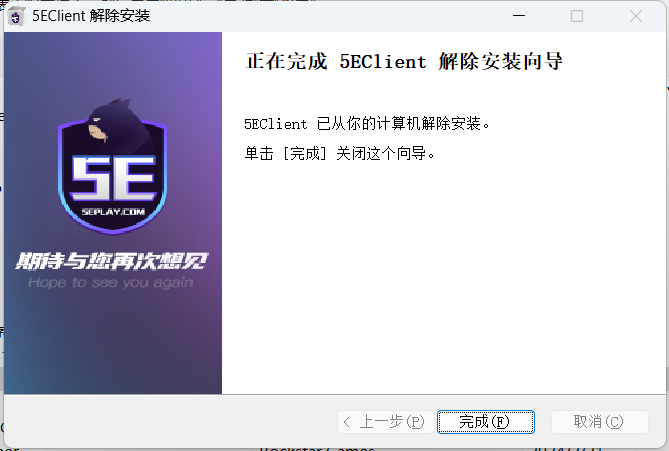 5EClient 解除安装
正在完成 5EClient 解除安装向导
5EClient 已从你的计算机解除安装。
单击 [完成] 关闭这个向导。
5E
5EPLAY.COM
期待与您再次想见
Hope to see you again
< 上一步(P)
完成(F)
取消(C)